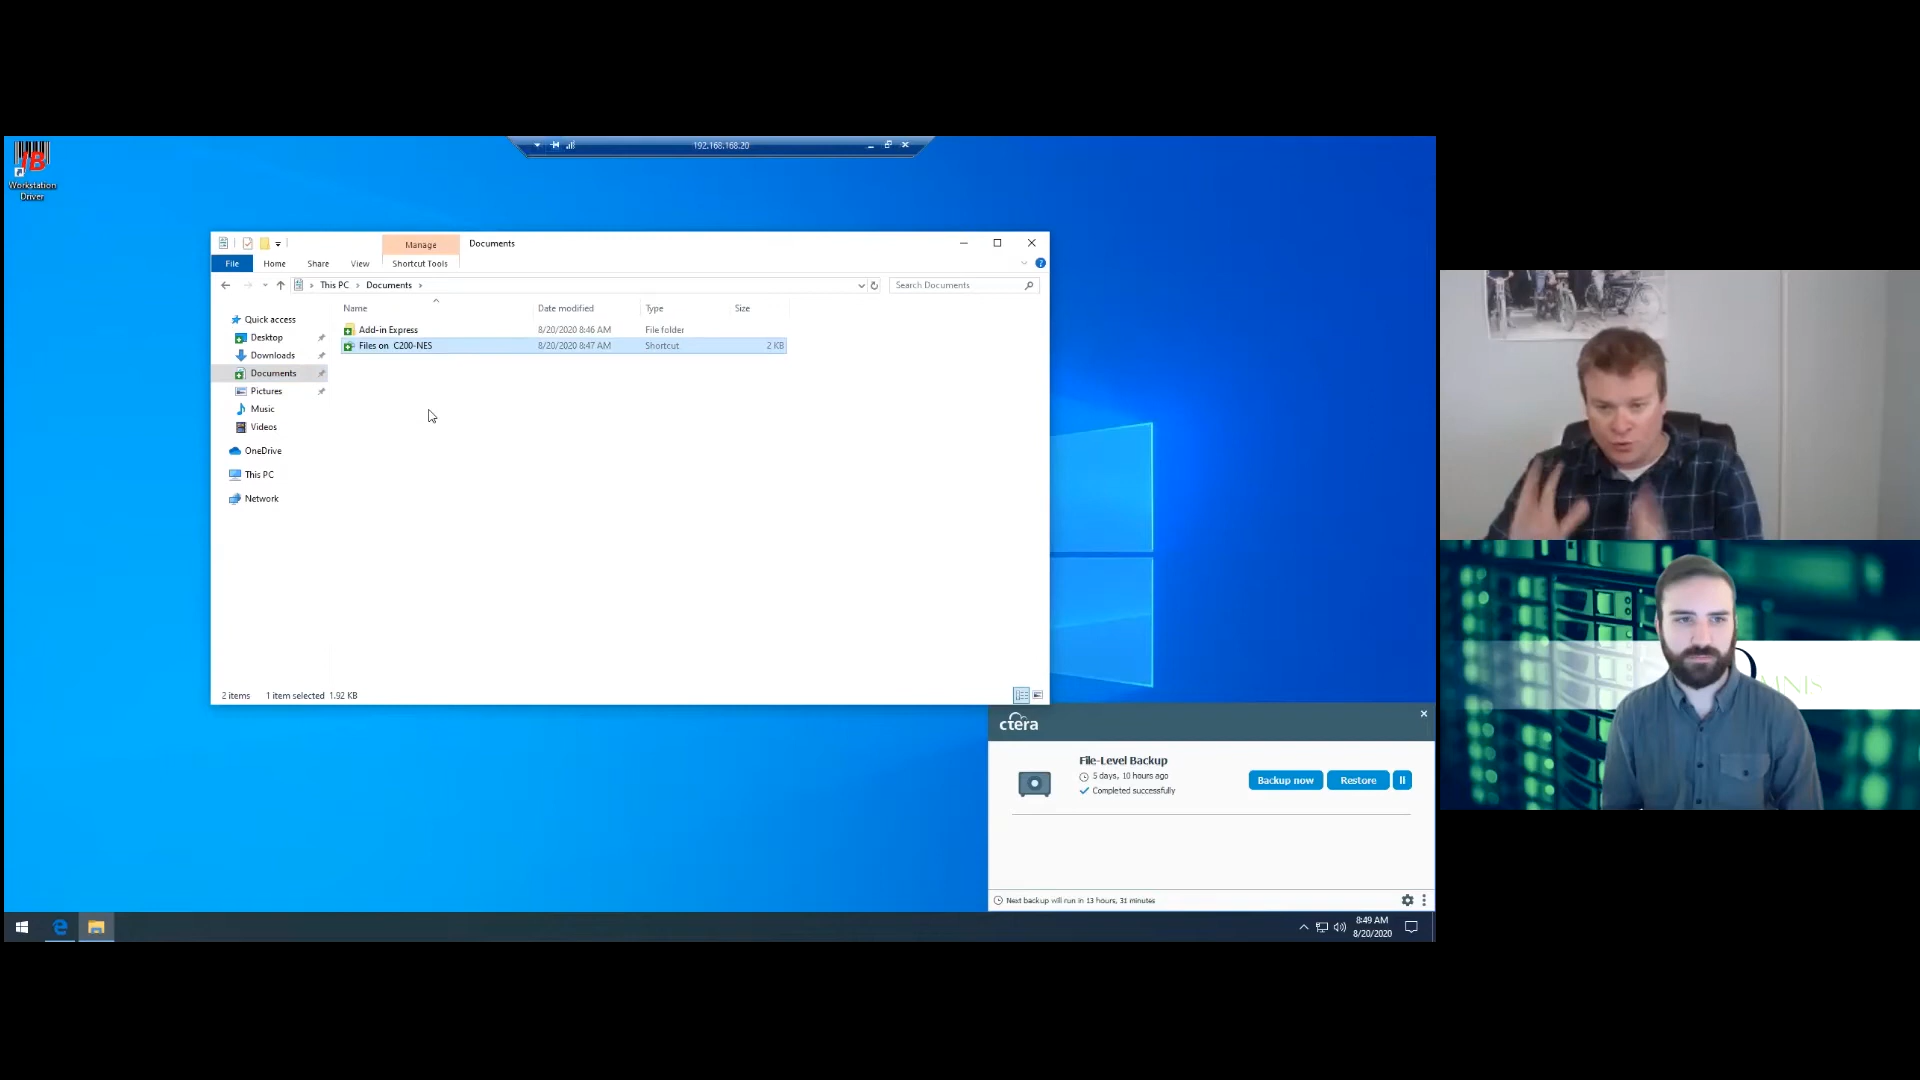 192.168.168.20
Workstation
Driver
Manage
Documents
File
Home
Share
View
Shortcut Tools
This PC
Documents
Search Documents
Name
Date modified
Type
Size
Quick access
Desktop
Downloads
Documents
Pictures
Music
Videos
OneDrive
This PC
Network
Add-in Express 8/20/2020 8:46 AM File folder
Files on C200-NES 8/20/2020 8:47 AM Shortcut 2 KB
2 items 1 item selected 1.92 KB
ctera
File-Level Backup
5 days, 10 hours ago
Completed successfully
Backup now
Restore
Next backup will run in 13 hours, 31 minutes
8:49 AM
8/20/2020